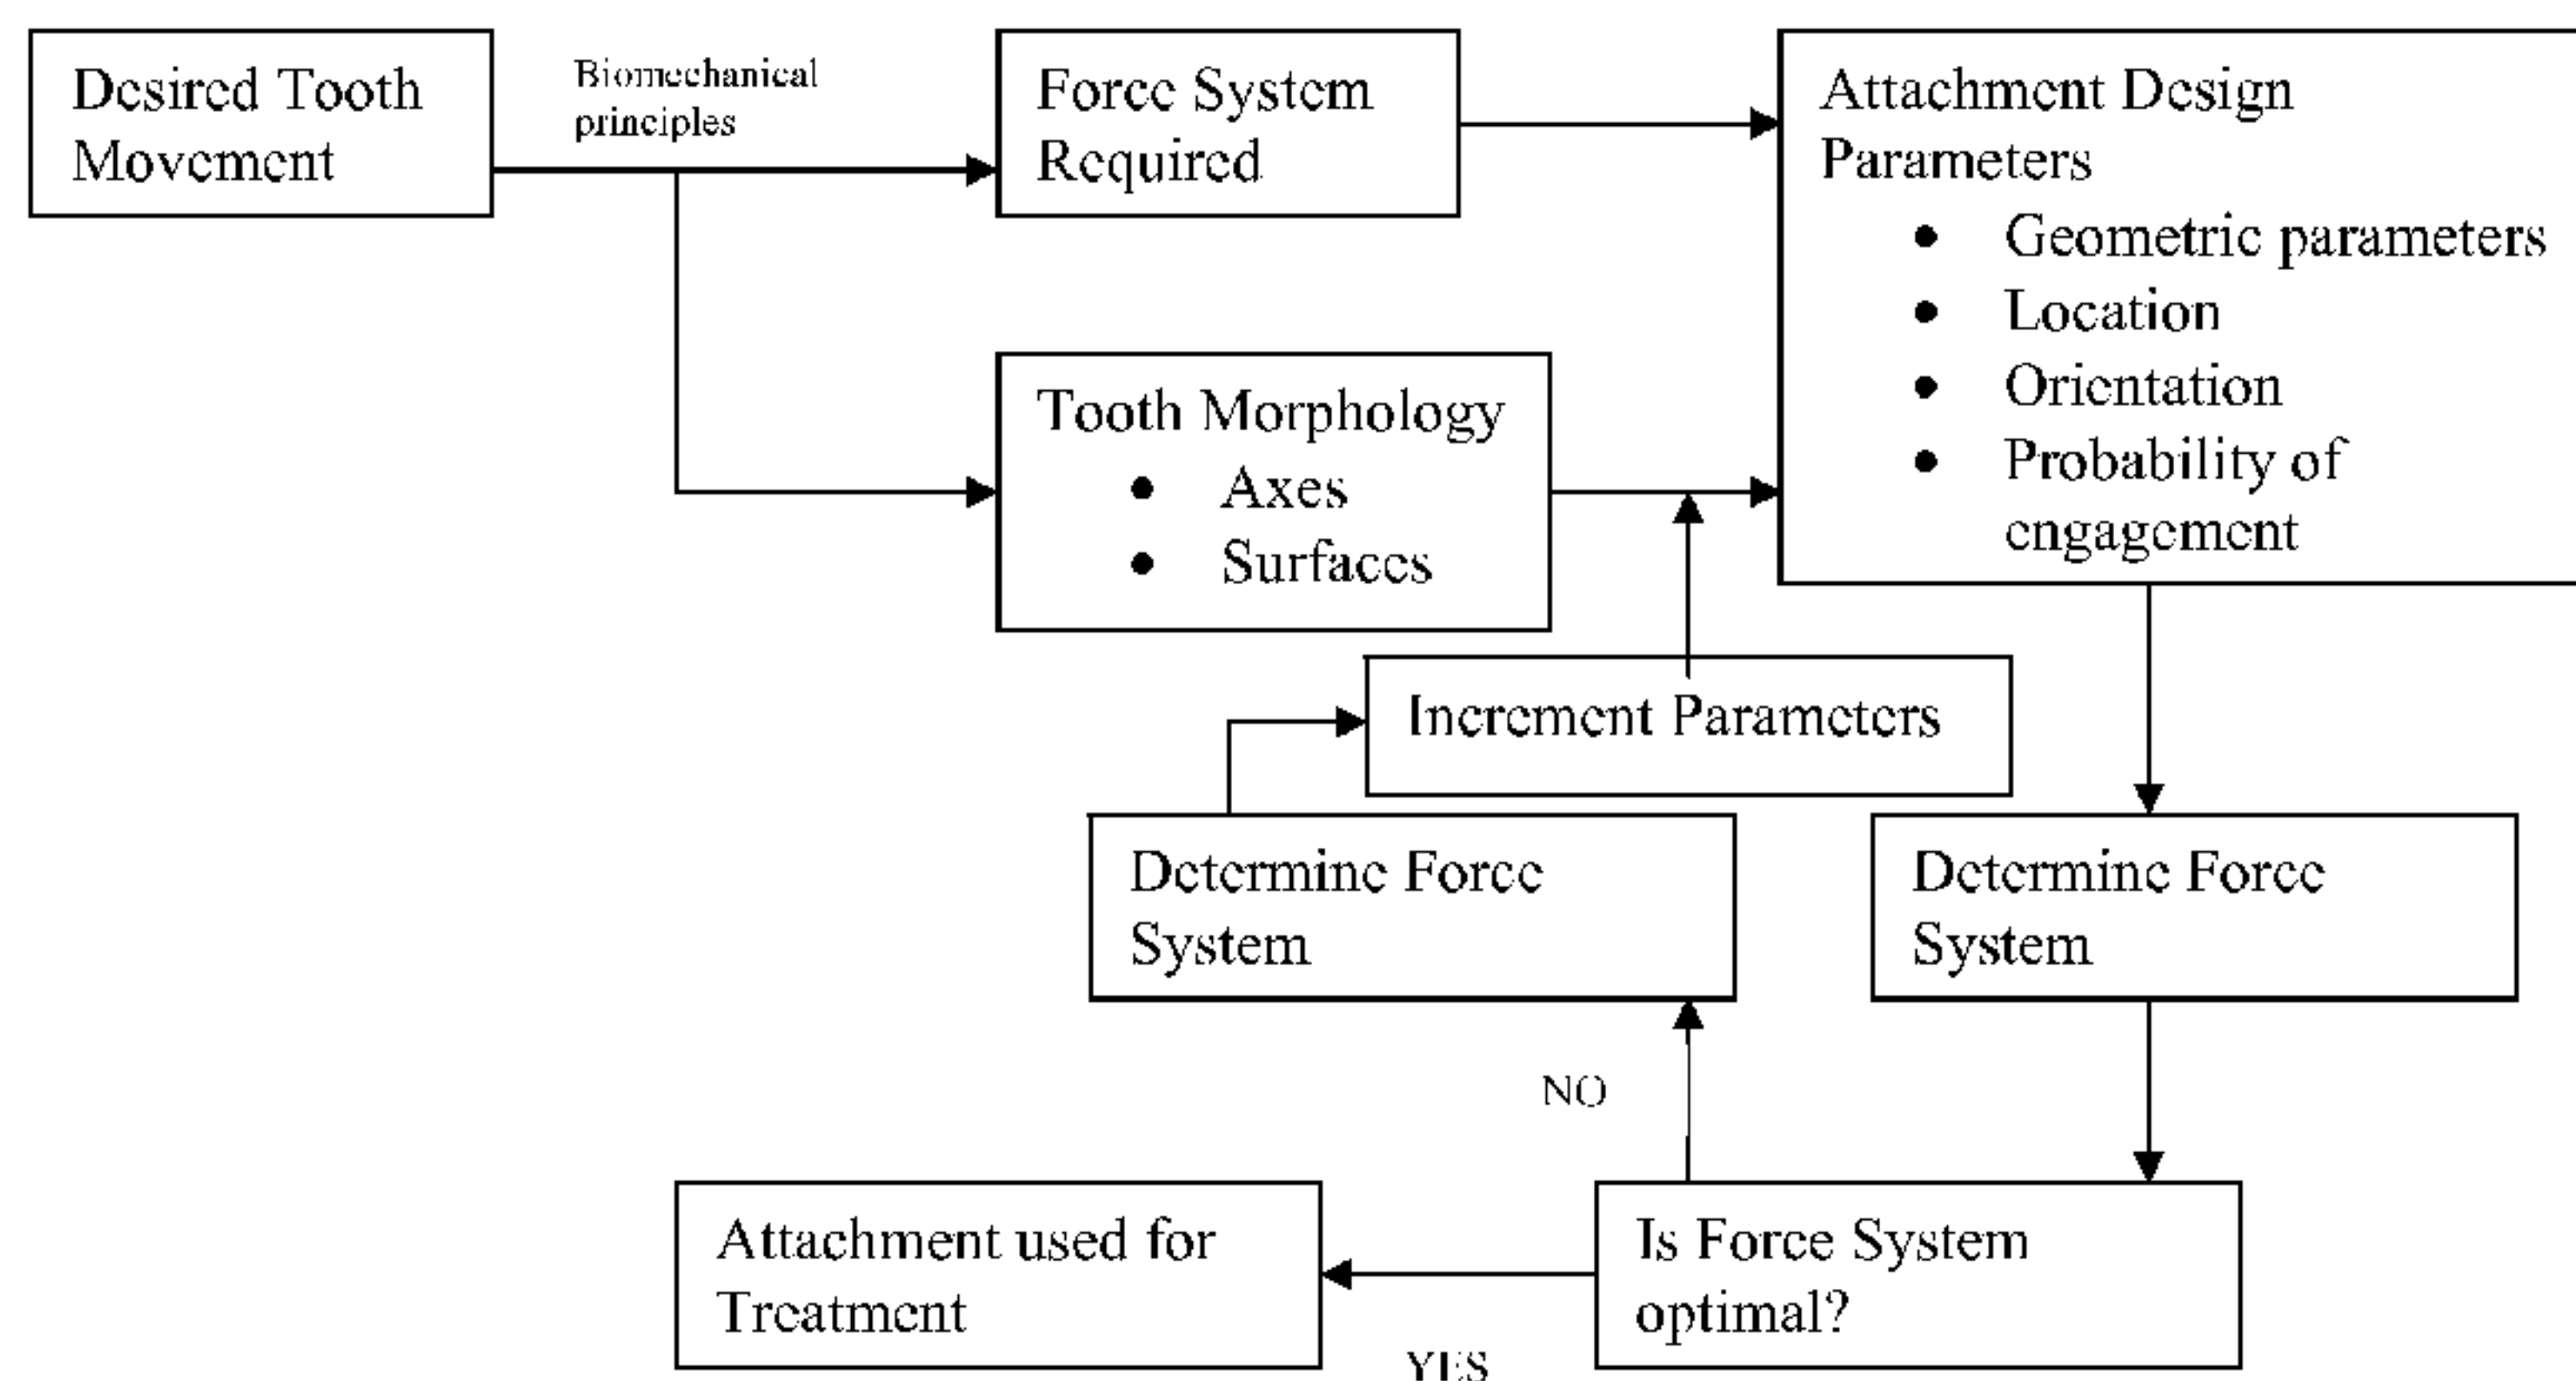 Desired Tooth
Movement
Biomechanical
principles
Force System
Required
Attachment Design
Parameters
● Geometric parameters
● Location
● Orientation
● Probability of
engagement
Tooth Morphology
● Axes
● Surfaces
Increment Parameters
Determine Force
System
Determine Force
System
NO
Attachment used for
Treatment
Is Force System
optimal?
YES